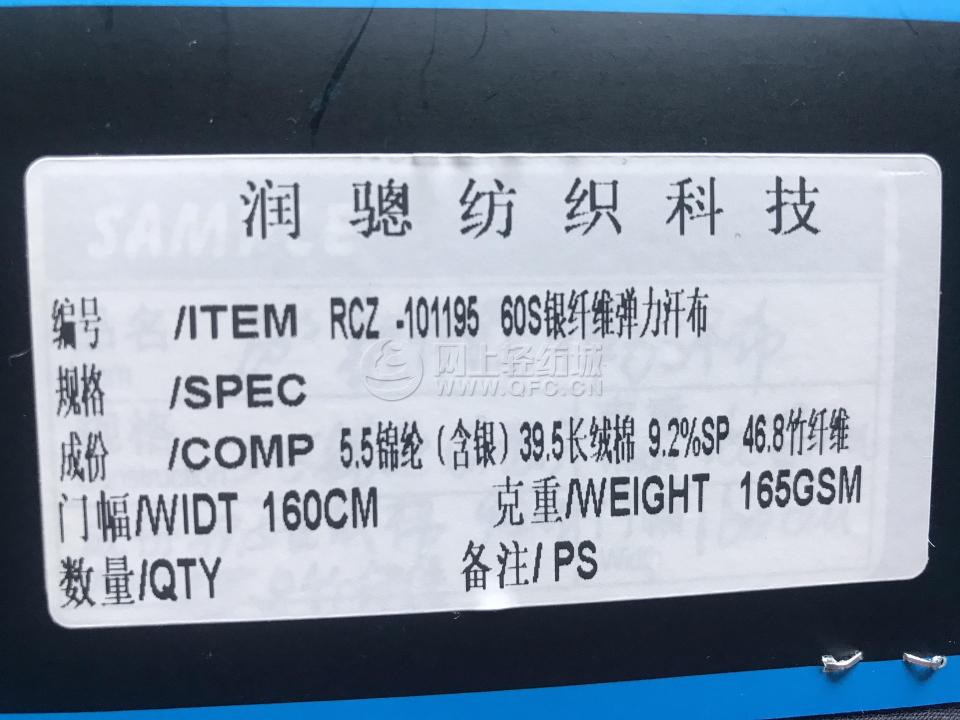 润骢纺织科技
SAMPLE
编号 /ITEM RCZ -101195 60S银纤维弹力汗布
网上轻纺城
WWW.QFC.CN
规格 /SPEC
成份 /COMP 5.5锦纶（含银）39.5长绒棉 9.2%SP 46.8竹纤维
门幅/WIDT 160CM 克重/WEIGHT 165GSM
数量/QTY 备注/PS